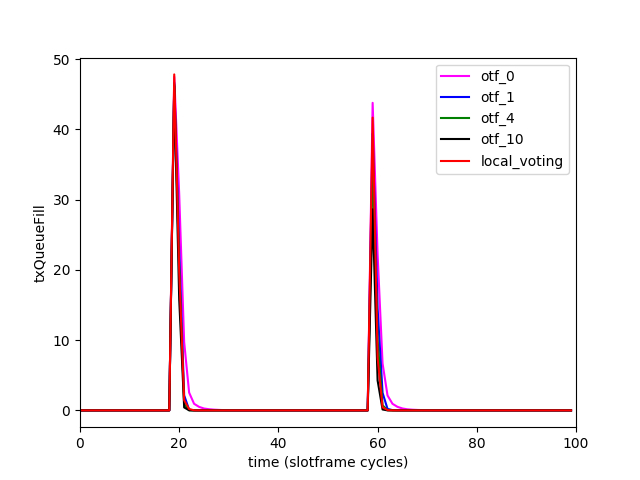 50
40
30
20
10
0
txQueueFill
otf_0
otf_1
otf_4
otf_10
local_voting
0 20 40 60 80 100
time (slotframe cycles)